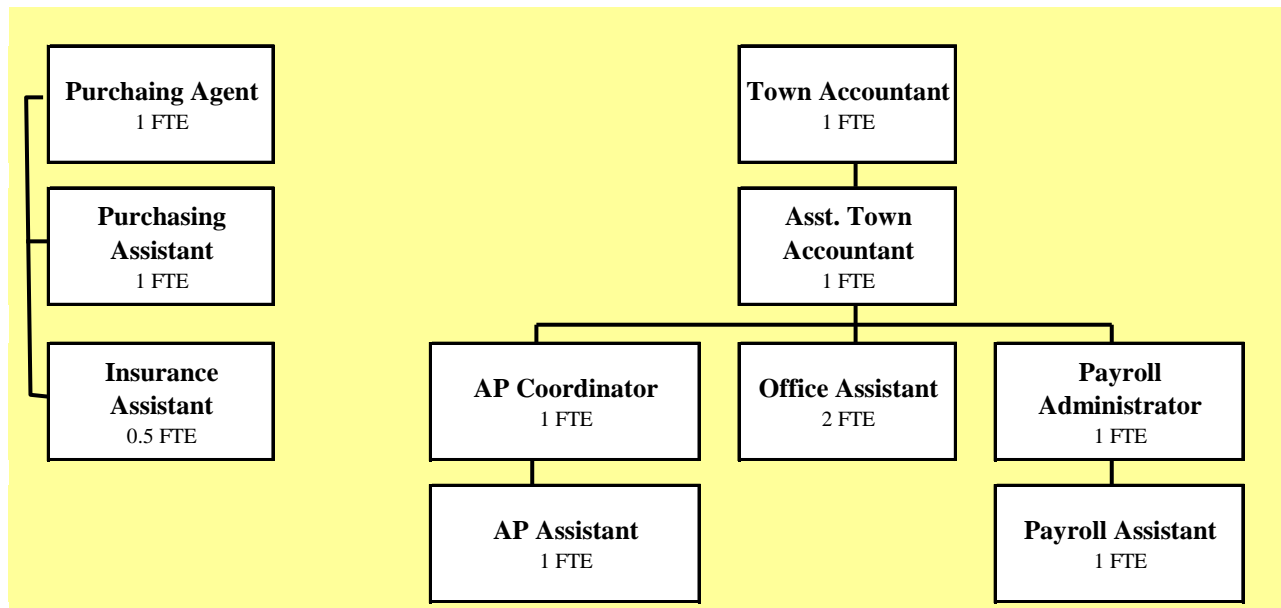 Purchaing Agent
1 FTE
Town Accountant
1 FTE
Purchasing
Assistant
1 FTE
Asst. Town
Accountant
1 FTE
Insurance
Assistant
0.5 FTE
AP Coordinator
1 FTE
Office Assistant
2 FTE
Payroll
Administrator
1 FTE
AP Assistant
1 FTE
Payroll Assistant
1 FTE